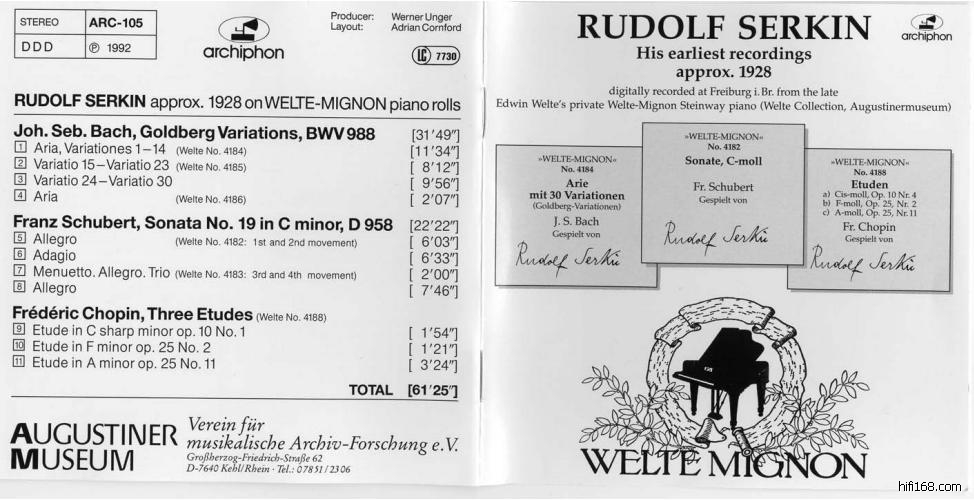 STEREO ARC-105
DDD ℗ 1992
archiphon
Producer: Werner Unger
Layout: Adrian Cornford
LC 7730
RUDOLF SERKIN approx. 1928 on WELTE-MIGNON piano rolls
Joh. Seb. Bach, Goldberg Variations, BWV 988 [31'49"]
1 Aria, Variationes 1–14 (Welte No. 4184) [11'34"]
2 Variatio 15–Variatio 23 (Welte No. 4185) [ 8'12"]
3 Variatio 24–Variatio 30 [ 9'56"]
4 Aria (Welte No. 4186) [ 2'07"]
Franz Schubert, Sonata No. 19 in C minor, D 958 [22'22"]
5 Allegro (Welte No. 4182: 1st and 2nd movement) [ 6'03"]
6 Adagio [ 6'33"]
7 Menuetto. Allegro. Trio (Welte No. 4183: 3rd and 4th movement) [ 2'00"]
8 Allegro [ 7'46"]
Frédéric Chopin, Three Etudes (Welte No. 4188)
9 Etude in C sharp minor op. 10 No. 1 [ 1'54"]
10 Etude in F minor op. 25 No. 2 [ 1'21"]
11 Etude in A minor op. 25 No. 11 [ 3'24"]
TOTAL [61'25"]
AUGUSTINER
MUSEUM
Verein für
musikalische Archiv-Forschung e.V.
Großherzog-Friedrich-Straße 62
D-7640 Kehl/Rhein · Tel.: 07851/2306
RUDOLF SERKIN
archiphon
His earliest recordings
approx. 1928
digitally recorded at Freiburg i. Br. from the late
Edwin Welte's private Welte-Mignon Steinway piano (Welte Collection, Augustinermuseum)
»WELTE-MIGNON«
No. 4184
Arie
mit 30 Variationen
(Goldberg-Variationen)
J. S. Bach
Gespielt von
Rudolf Serkin
»WELTE-MIGNON«
No. 4182
Sonate, C-moll
Fr. Schubert
Gespielt von
Rudolf Serkin
»WELTE-MIGNON«
No. 4188
Etuden
a) Cis-moll, Op. 10 Nr. 4
b) F-moll, Op. 25, Nr. 2
c) A-moll, Op. 25, Nr. 11
Fr. Chopin
Gespielt von
Rudolf Serkin
WELTE MIGNON
hifi168.com